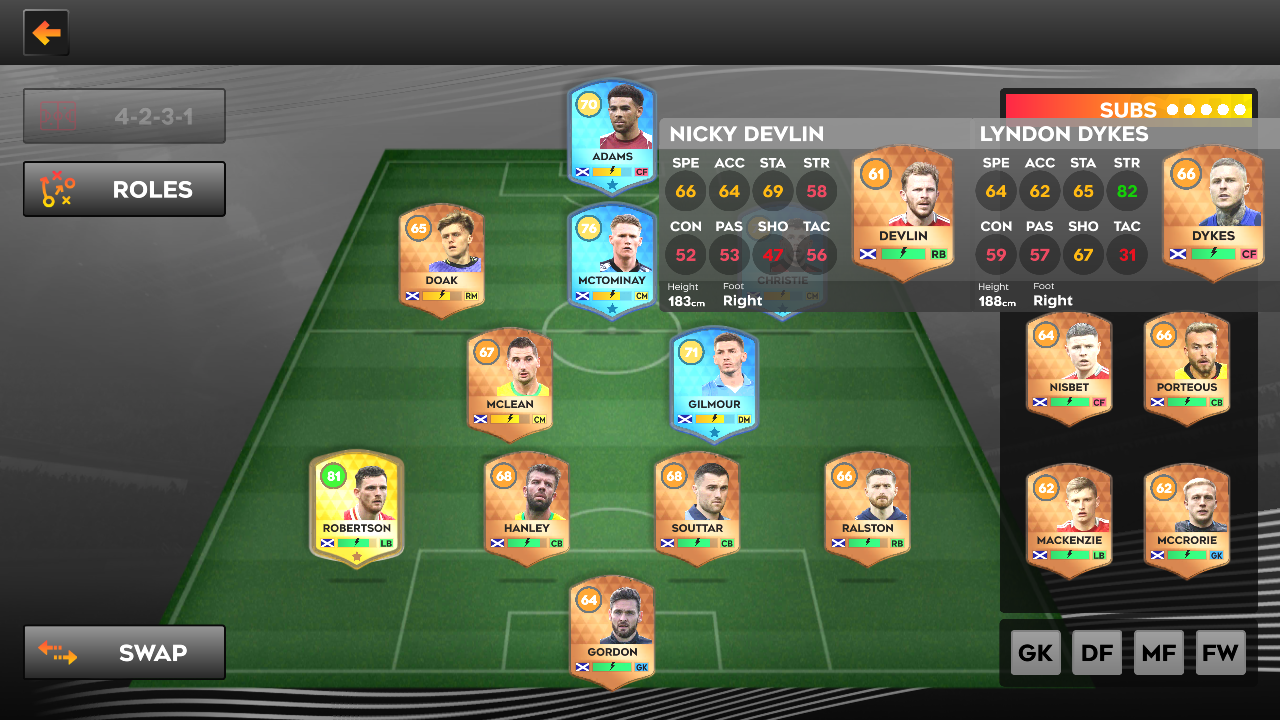 4-2-3-1
ROLES
SWAP
70
ADAMS
CF
65
DOAK
RM
76
MCTOMINAY
CM
CHRISTIE
CM
67
MCLEAN
CM
71
GILMOUR
DM
81
ROBERTSON
LB
68
HANLEY
CB
68
SOUTTAR
CB
66
RALSTON
RB
64
GORDON
GK
SUBS
NICKY DEVLIN
SPE ACC STA STR
66 64 69 58
CON PAS SHO TAC
52 53 47 56
Height Foot
183cm Right
61
DEVLIN
RB
LYNDON DYKES
SPE ACC STA STR
64 62 65 82
CON PAS SHO TAC
59 57 67 31
Height Foot
188cm Right
66
DYKES
CF
64
NISBET
CF
66
PORTEOUS
CB
62
MACKENZIE
LB
62
MCCRORIE
GK
GK DF MF FW